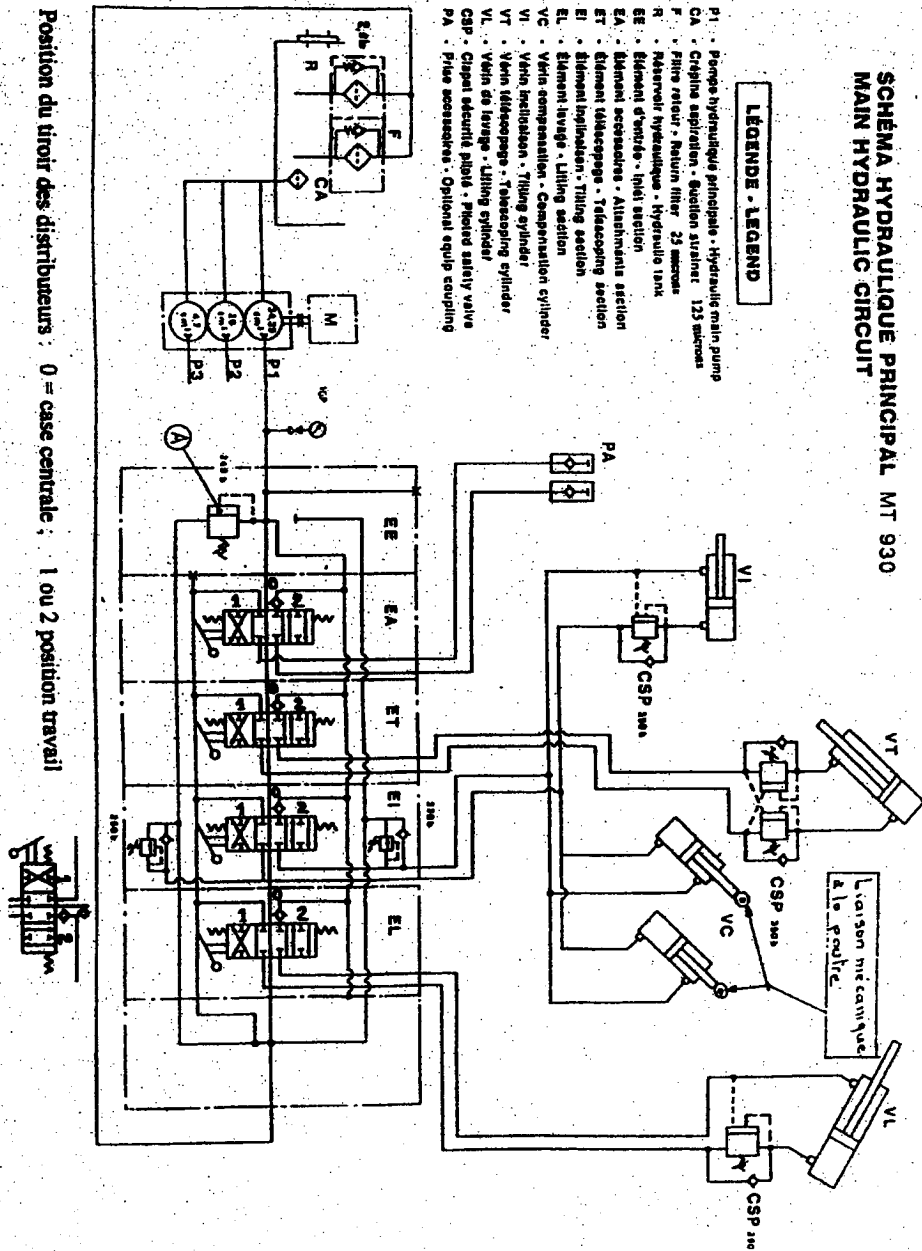 SCHÉMA HYDRAULIQUE PRINCIPAL MT 930
MAIN HYDRAULIC CIRCUIT
LÉGENDE - LEGEND
P1 - Pompe hydraulique principale - Hydraulic main pump
CA - Crépine aspiration - Suction strainer 125 microns
F - Filtre retour - Return filter 25 microns
R - Réservoir hydraulique - Hydraulic tank
EE - Élément d'entrée - Inlet section
EA - Élément accessoires - Attachments section
ET - Élément télescopage - Telescoping section
EI - Élément inclinaison - Tilting section
EL - Élément levage - Lifting section
VC - Vérin compensation - Compensation cylinder
VI - Vérin inclinaison - Tilting cylinder
VT - Vérin télescopage - Telescoping cylinder
VL - Vérin de levage - Lifting cylinder
CSP - Clapet sécurité piloté - Piloted safety valve
PA - Prise accessoires - Optional equip coupling
PA
VI
CSP
VT
CSP
VC
Liaison mécanique
à la poutre
VL
CSP
R
F
CA
M
P1
P2
P3
A
EE
EA
ET
EI
EL
0
1
2
0
1
2
0
1
2
0
1
2
1
2
Position du tiroir des distributeurs ; 0 = case centrale ; 1 ou 2 position travail